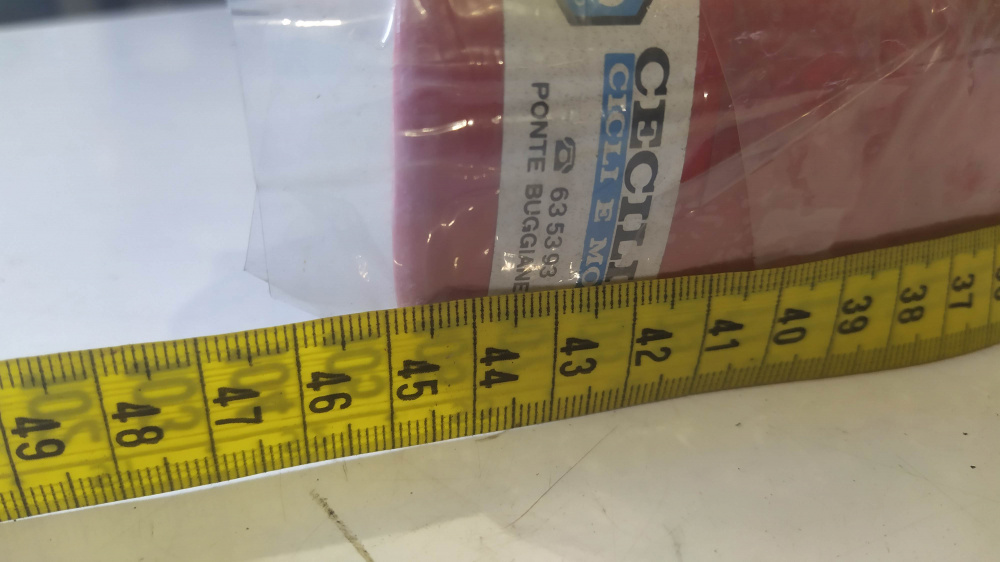 CECILI
CICLI E MO
☎ 63 53 93
PONTE BUGGIANE
49 48 47 46 45 44 43 42 41 40 39 38 37